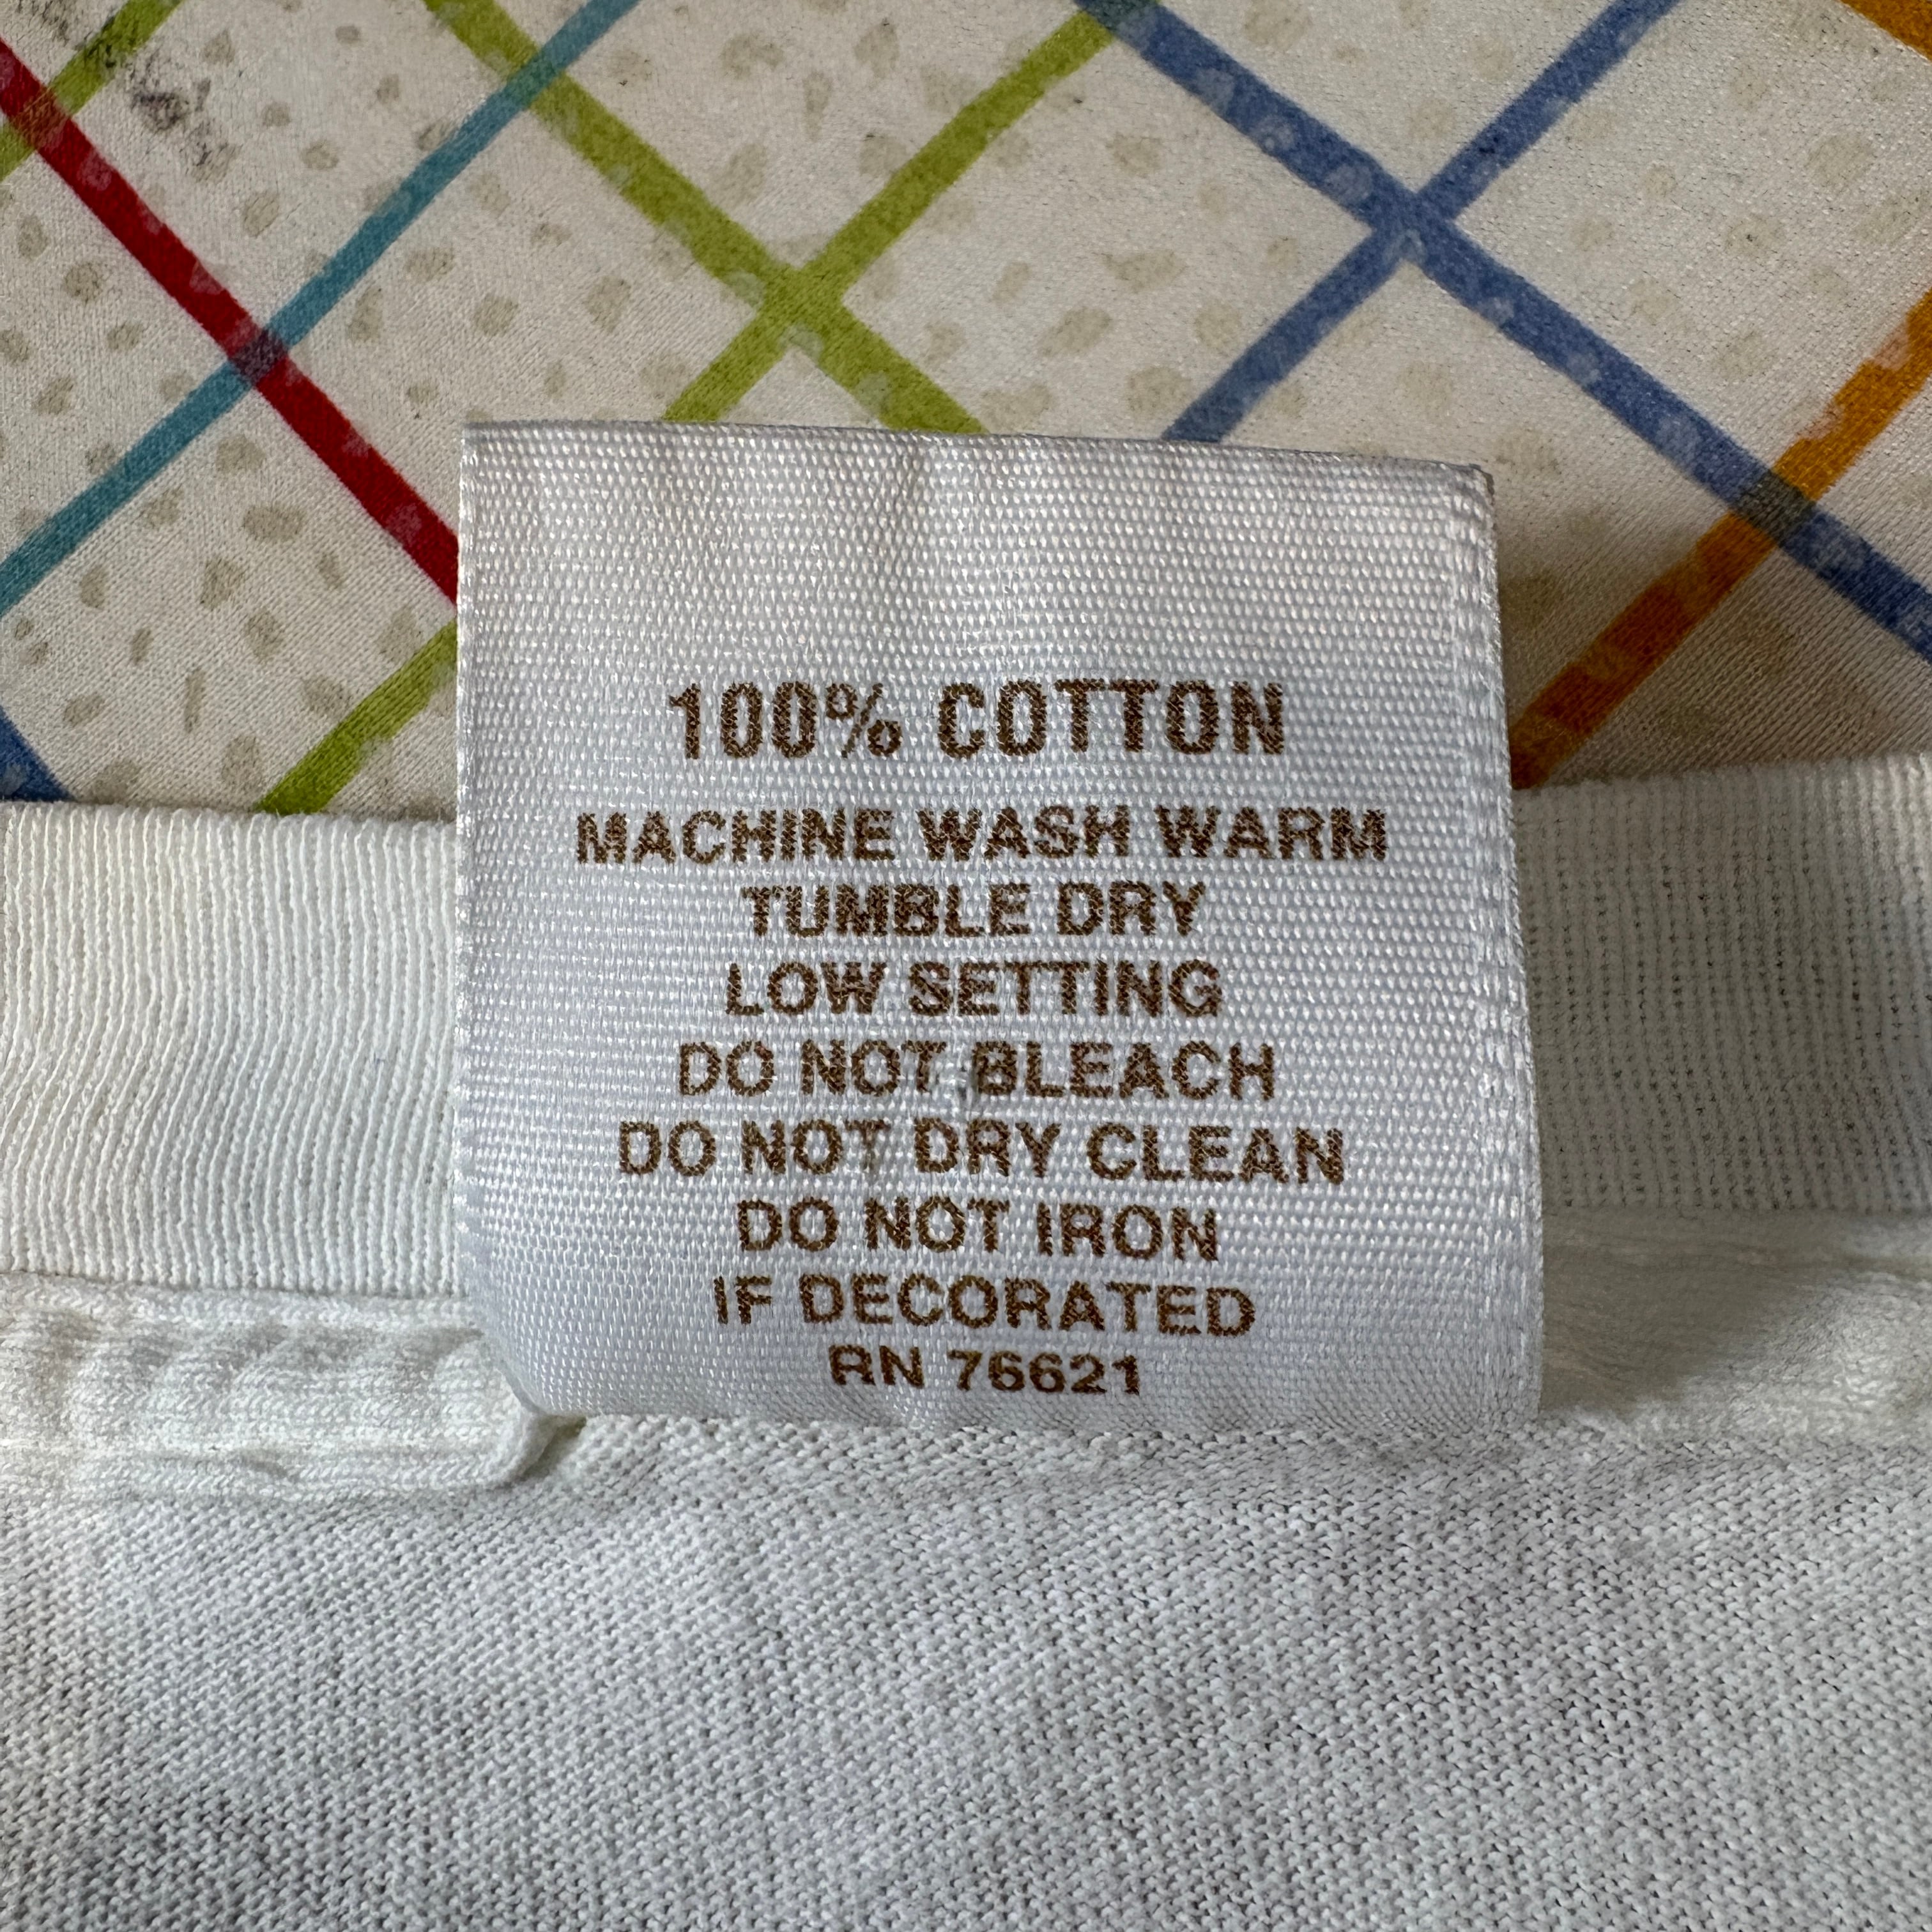 100% COTTON
MACHINE WASH WARM
TUMBLE DRY
LOW SETTING
DO NOT BLEACH
DO NOT DRY CLEAN
DO NOT IRON
IF DECORATED
RN 76621